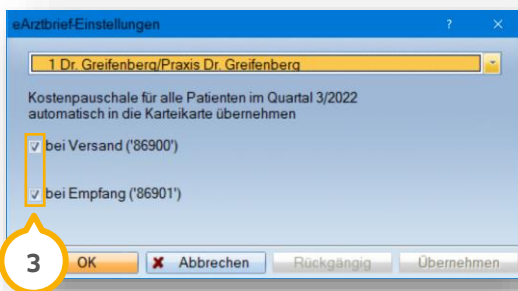 eArztbrief-Einstellungen ? ×
1 Dr. Greifenberg/Praxis Dr. Greifenberg
Kostenpauschale für alle Patienten im Quartal 3/2022
automatisch in die Karteikarte übernehmen
bei Versand ('86900')
bei Empfang ('86901')
3 OK Abbrechen Rückgängig Übernehmen